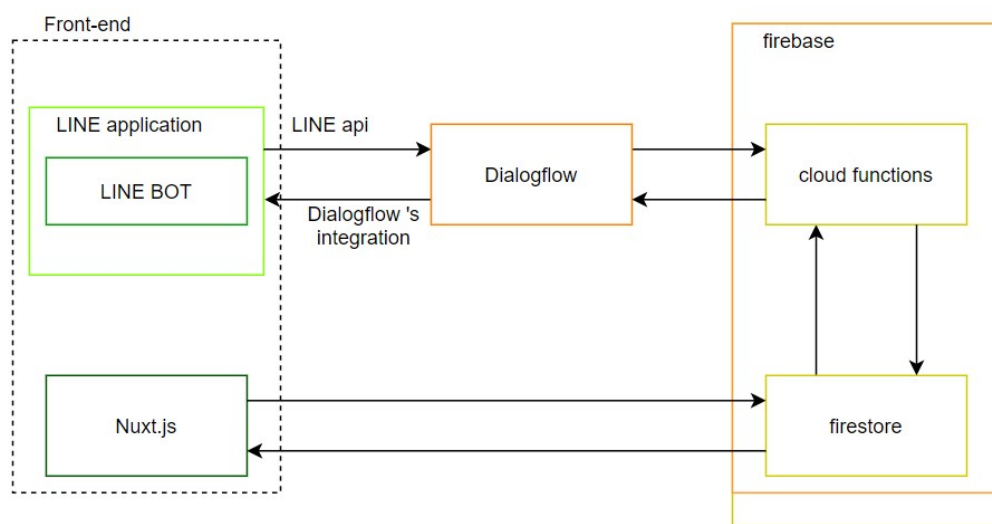 Front-end
firebase
LINE application
LINE api
LINE BOT
Dialogflow
cloud functions
Dialogflow 's
integration
Nuxt.js
firestore